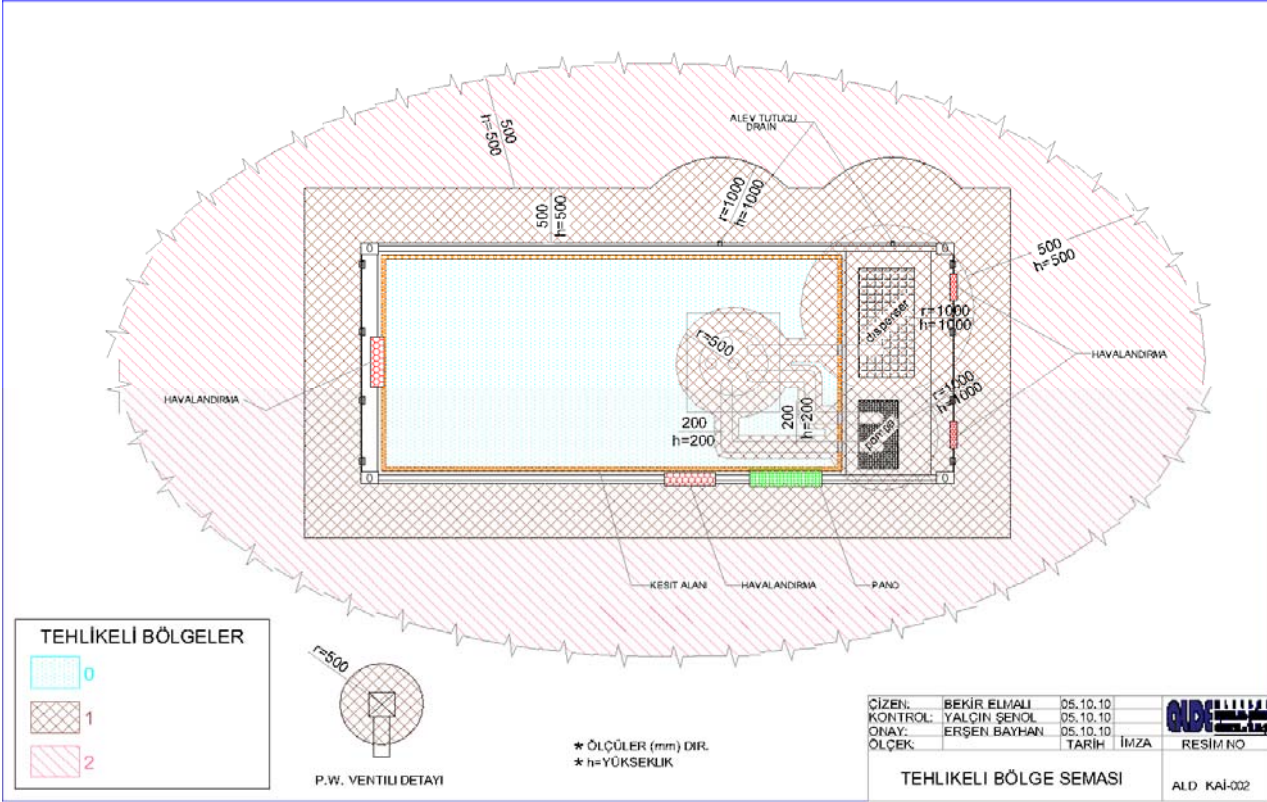 ALEV TUTUCU
DRAIN
500
h=500
500
h=500
r=1000
h=1000
500
h=500
dispenser
r=1000
h=1000
r=1000
h=1000
r=500
HAVALANDIRMA
HAVALANDIRMA
200
h=200
200
h=200
pompa
KESIT ALANI
HAVALANDIRMA
PANO
TEHLİKELİ BÖLGELER
0
1
2
r=500
P.W. VENTILI DETAYI
* ÖLÇÜLER (mm) DIR.
* h=YÜKSEKLIK
ÇİZEN: BEKİR ELMALI 05.10.10
KONTROL: YALÇIN ŞENOL 05.10.10
ONAY: ERŞEN BAYHAN 05.10.10
ÖLÇEK: TARİH İMZA RESİM NO
TEHLIKELI BÖLGE SEMASI
ALD KAİ-002